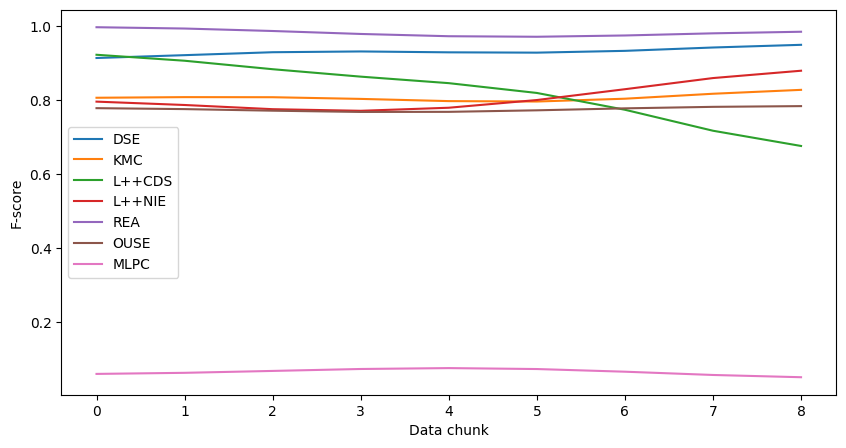 1.0
0.8
0.6
0.4
0.2
F-score
DSE
KMC
L++CDS
L++NIE
REA
OUSE
MLPC
0 1 2 3 4 5 6 7 8
Data chunk